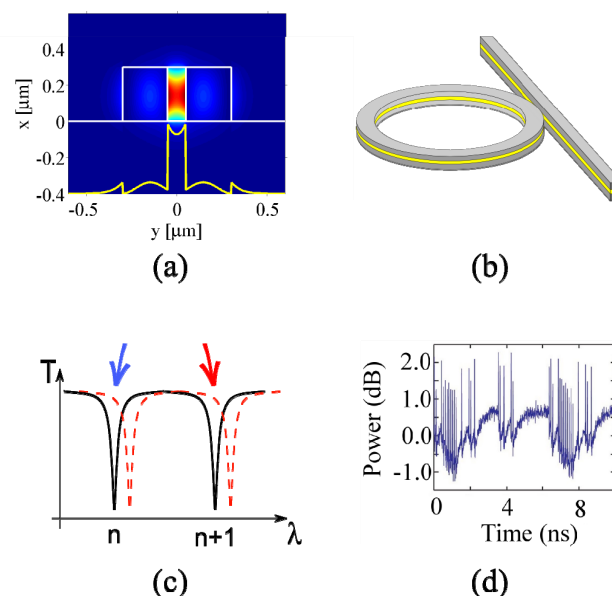 0.4
0.2
0
-0.2
-0.4
x [μm]
-0.5
0
0.5
y [μm]
(a)
(b)
T
n
n+1
λ
(c)
2.0
1.0
0.0
-1.0
Power (dB)
0
4
8
Time (ns)
(d)